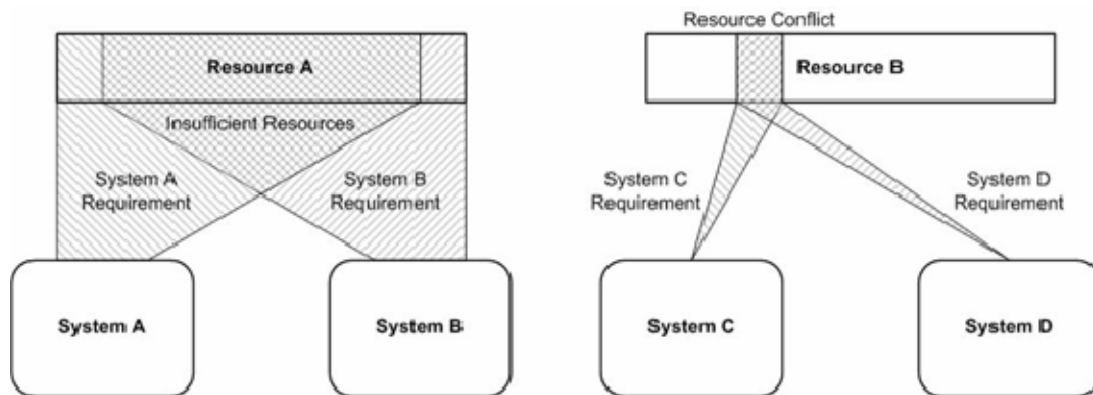 Resource A
Insufficient Resources
System A
Requirement
System B
Requirement
System A
System B
Resource Conflict
Resource B
System C
Requirement
System D
Requirement
System C
System D